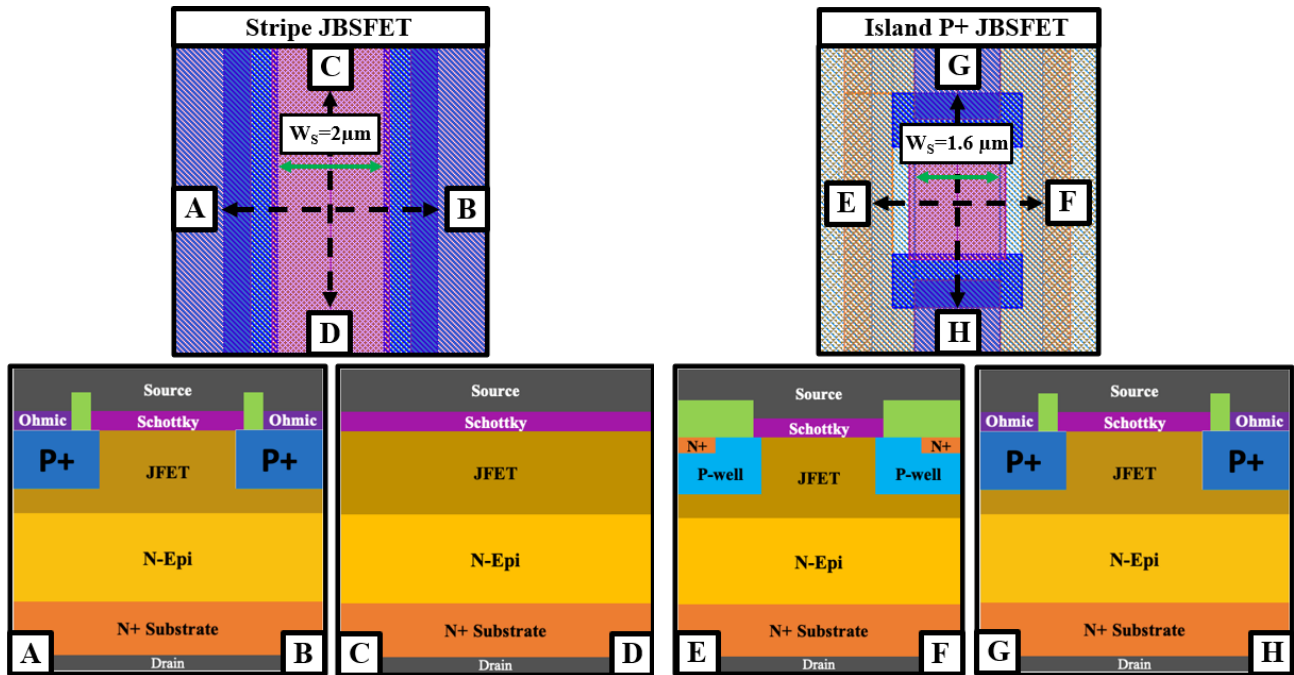 Stripe JBSFET
C
W_S=2μm
A
B
D
Island P+ JBSFET
G
W_S=1.6 μm
E
F
H
Source
Ohmic
Schottky
Ohmic
P+
JFET
P+
N-Epi
N+ Substrate
Drain
A
B
Source
Schottky
JFET
N-Epi
N+ Substrate
Drain
C
D
Source
Schottky
N+
N+
P-well
JFET
P-well
N-Epi
N+ Substrate
Drain
E
F
Source
Ohmic
Schottky
Ohmic
P+
JFET
P+
N-Epi
N+ Substrate
Drain
G
H